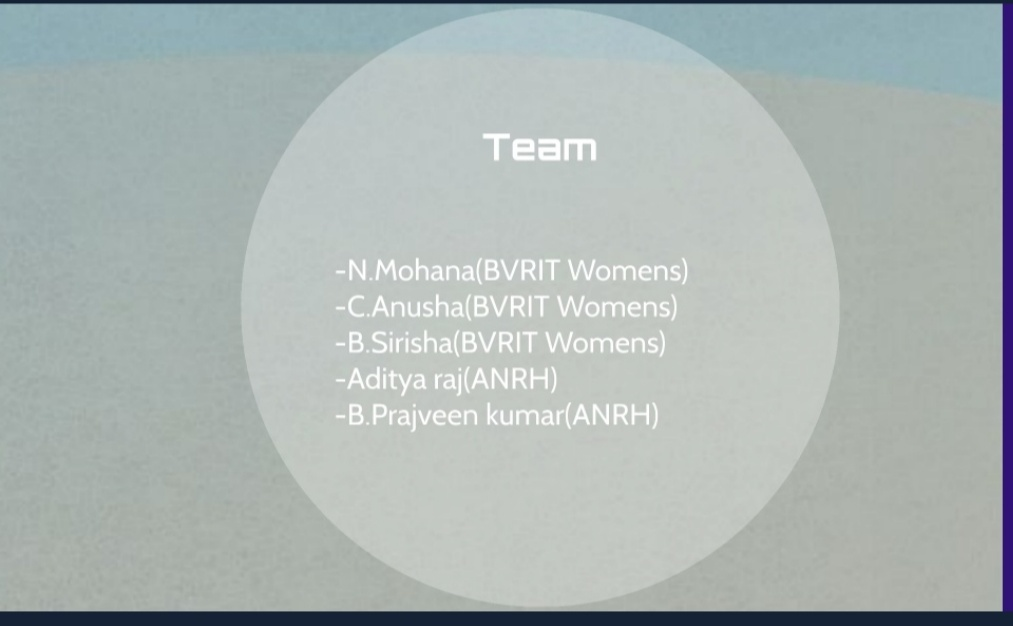 Team
-N.Mohana(BVRIT Womens)
-C.Anusha(BVRIT Womens)
-B.Sirisha(BVRIT Womens)
-Aditya raj(ANRH)
-B.Prajveen kumar(ANRH)